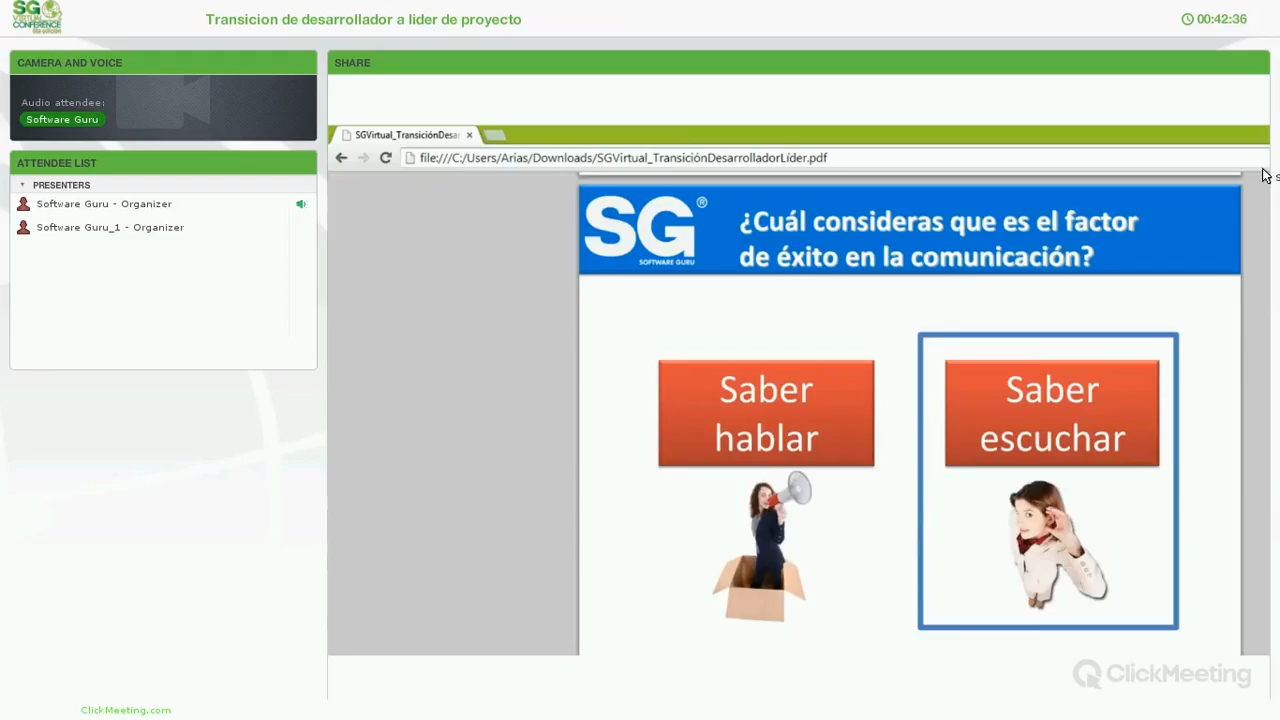 SG
VIRTUAL
CONFERENCE
Transicion de desarrollador a lider de proyecto
00:42:36
CAMERA AND VOICE
Audio attendee:
Software Guru
ATTENDEE LIST
PRESENTERS
Software Guru - Organizer
Software Guru_1 - Organizer
SHARE
SGVirtual_TransiciónDesar
file:///C:/Users/Arias/Downloads/SGVirtual_TransiciónDesarrolladorLíder.pdf
SG®
SOFTWARE GURU
¿Cuál consideras que es el factor
de éxito en la comunicación?
Saber
hablar
Saber
escuchar
ClickMeeting
ClickMeeting.com